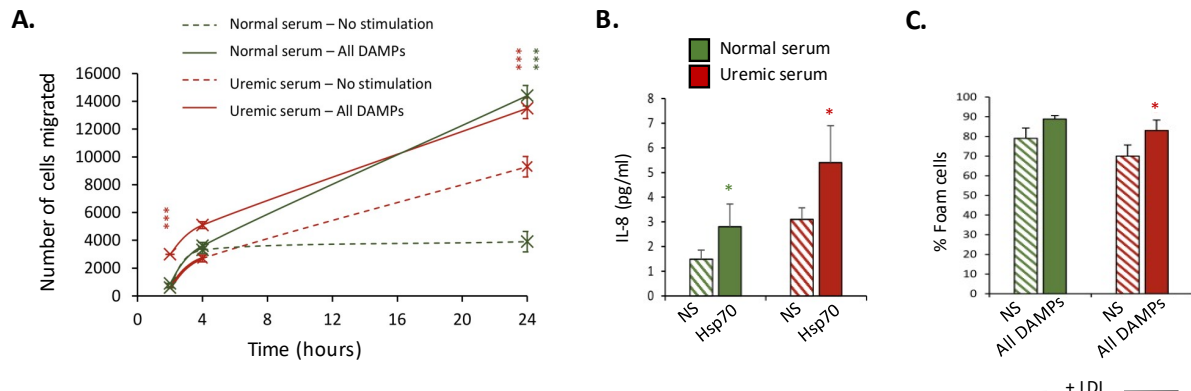 A.
Normal serum – No stimulation
Normal serum – All DAMPs
Uremic serum – No stimulation
Uremic serum – All DAMPs
***
***
***
Number of cells migrated
16000
14000
12000
10000
8000
6000
4000
2000
0
0 4 8 12 16 20 24
Time (hours)
B.
Normal serum
Uremic serum
IL-8 (pg/ml)
8
7
6
5
4
3
2
1
0
*
*
NS Hsp70 NS Hsp70
C.
% Foam cells
100
90
80
70
60
50
40
30
20
10
0
*
NS All DAMPs NS All DAMPs
+ LDL